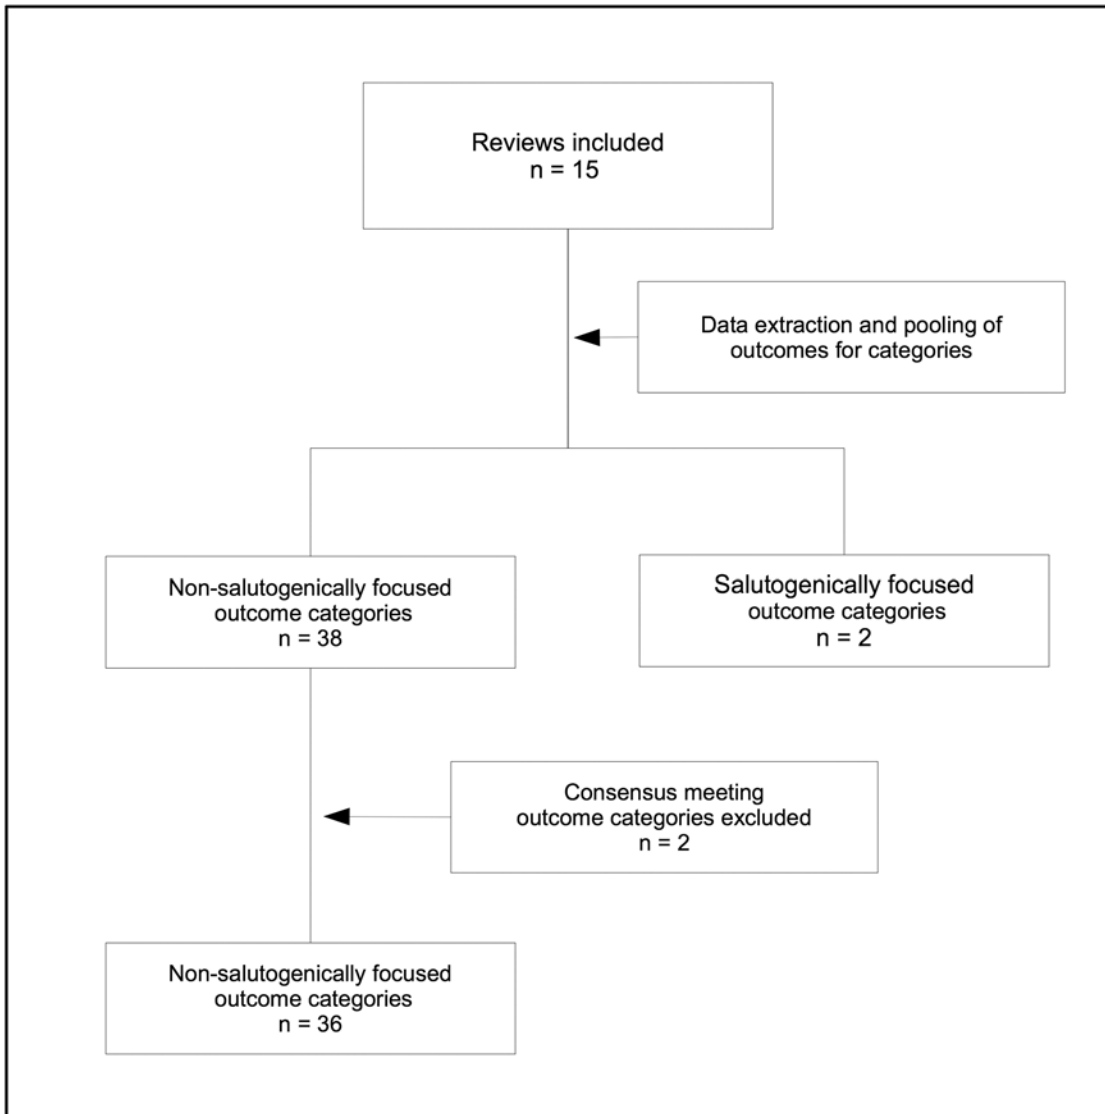 Reviews included
n = 15
Data extraction and pooling of
outcomes for categories
Non-salutogenically focused
outcome categories
n = 38
Salutogenically focused
outcome categories
n = 2
Consensus meeting
outcome categories excluded
n = 2
Non-salutogenically focused
outcome categories
n = 36